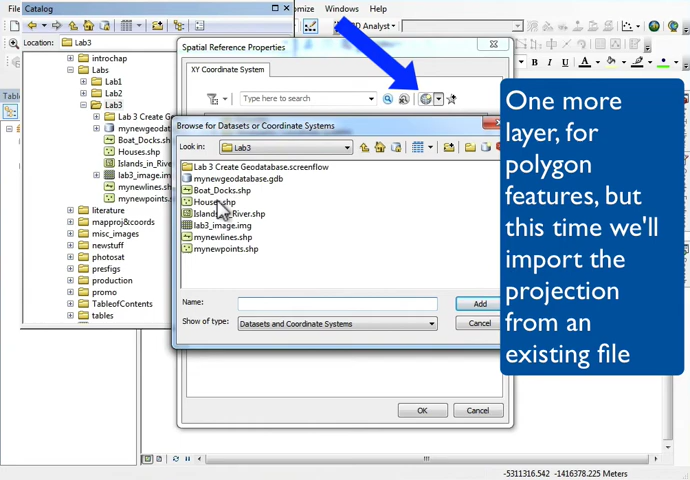 Catalog
omize
Windows
Help
D Analyst
Location:
Lab3
introchap
Labs
Lab1
Lab2
Lab3
Lab 3 Create Geo
mynewgeodat
Boat_Docks.shp
Houses.shp
Islands_in_Rive
lab3_image.im
mynewlines.sh
mynewpoints.s
literature
mapproj&coords
misc_images
newstuff
photosat
presfigs
production
promo
TableofContents
tables
Table
Spatial Reference Properties
XY Coordinate System
Type here to search
Browse for Datasets or Coordinate Systems
Look in:
Lab3
Lab 3 Create Geodatabase.screenflow
mynewgeodatabase.gdb
Boat_Docks.shp
Houses.shp
Islands_in_River.shp
lab3_image.img
mynewlines.shp
mynewpoints.shp
Name:
Add
Show of type:
Datasets and Coordinate Systems
Cancel
OK
Cancel
B I U A
One more
layer, for
polygon
features, but
this time we'll
import the
projection
from an
existing file
-5311316.542 -1416378.225 Meters